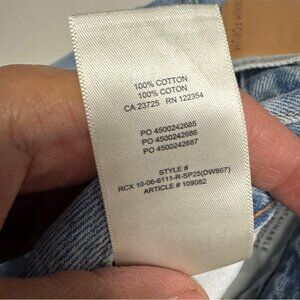 100% COTTON
100% COTON
CA 23725 RN 122354
PO 4500242685
PO 4500242686
PO 4500242687
STYLE #
RCX 10-06-6111-R-SP25(DW867)
ARTICLE # 109082